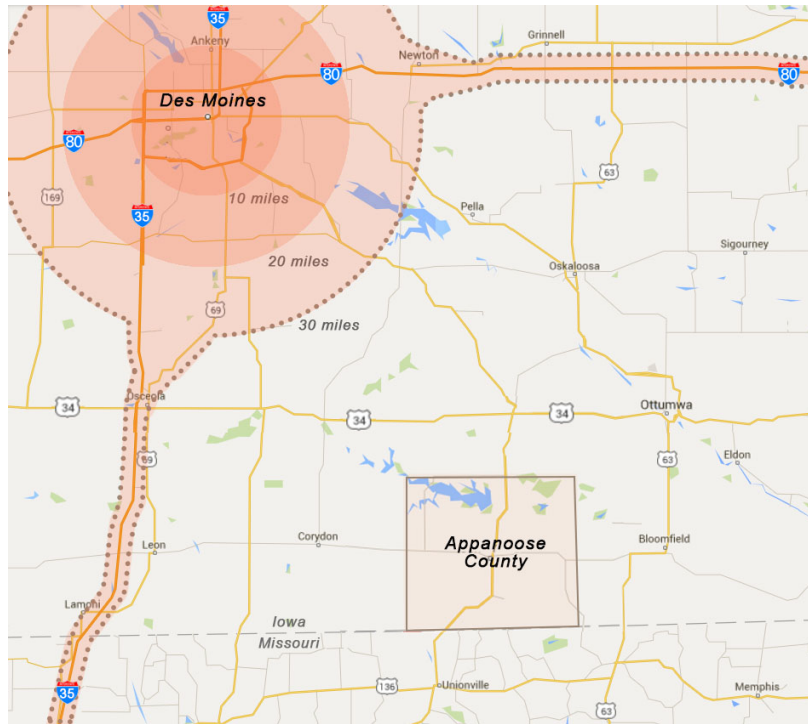 35
Ankeny
Grinnell
Newton
80
80
Des Moines
80
169
10 miles
35
63
Pella
Sigourney
20 miles
Oskaloosa
69
30 miles
Osceola
34
34
34
Ottumwa
69
63
Eldon
Leon
Corydon
Appanoose
County
Bloomfield
Lamoni
Iowa
Missouri
35
136
Unionville
Memphis
63